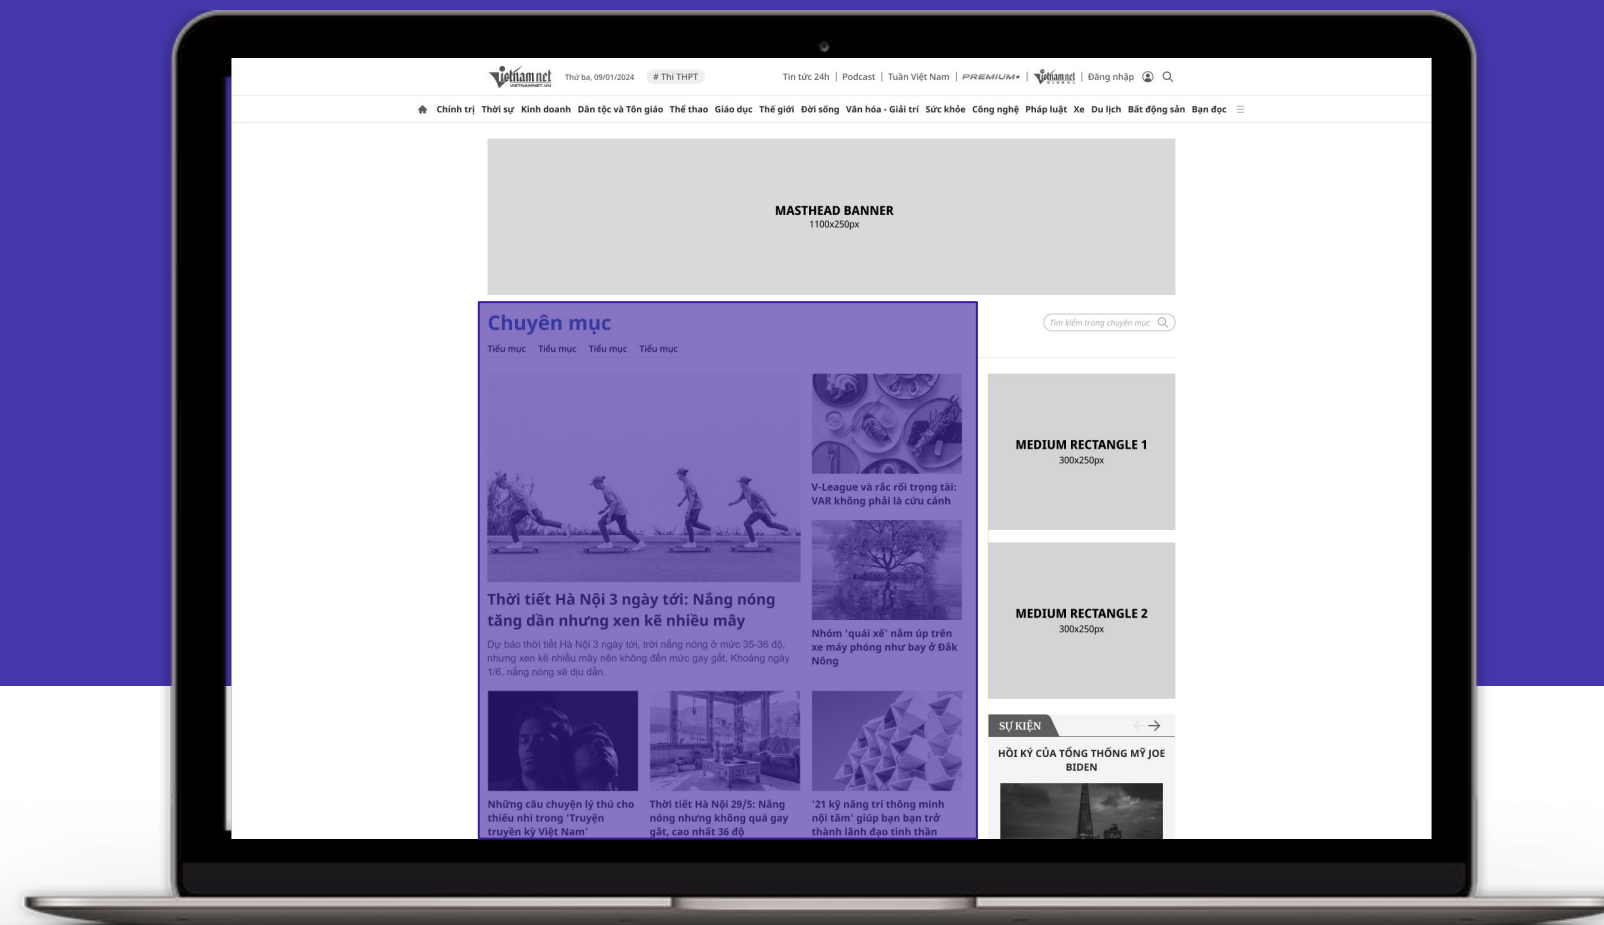 Vietnamnet
VIETNAMNET.VN
Thứ ba, 09/01/2024
# Thi THPT
Tin tức 24h | Podcast | Tuần Việt Nam | PREMIUM+ | Vietnamnet GLOBAL | Đăng nhập
Chính trị Thời sự Kinh doanh Dân tộc và Tôn giáo Thể thao Giáo dục Thế giới Đời sống Văn hóa - Giải trí Sức khỏe Công nghệ Pháp luật Xe Du lịch Bất động sản Bạn đọc
MASTHEAD BANNER
1100x250px
Chuyên mục
Tìm kiếm trong chuyên mục
Tiểu mục Tiểu mục Tiểu mục Tiểu mục
Thời tiết Hà Nội 3 ngày tới: Nắng nóng
tăng dần nhưng xen kẽ nhiều mây
Dự báo thời tiết Hà Nội 3 ngày tới, trời nắng nóng ở mức 35-36 độ,
nhưng xen kẽ nhiều mây nên không đến mức gay gắt. Khoảng ngày
1/6, nắng nóng sẽ dịu dần.
V-League và rắc rối trọng tài:
VAR không phải là cứu cánh
Nhóm 'quái xế' nằm úp trên
xe máy phóng như bay ở Đắk
Nông
Những câu chuyện lý thú cho
thiếu nhi trong 'Truyện
truyền kỳ Việt Nam'
Thời tiết Hà Nội 29/5: Nắng
nóng nhưng không quá gay
gắt, cao nhất 36 độ
'21 kỹ năng trí thông minh
nội tâm' giúp bạn bạn trở
thành lãnh đạo tinh thần
MEDIUM RECTANGLE 1
300x250px
MEDIUM RECTANGLE 2
300x250px
SỰ KIỆN
HỒI KÝ CỦA TỔNG THỐNG MỸ JOE
BIDEN